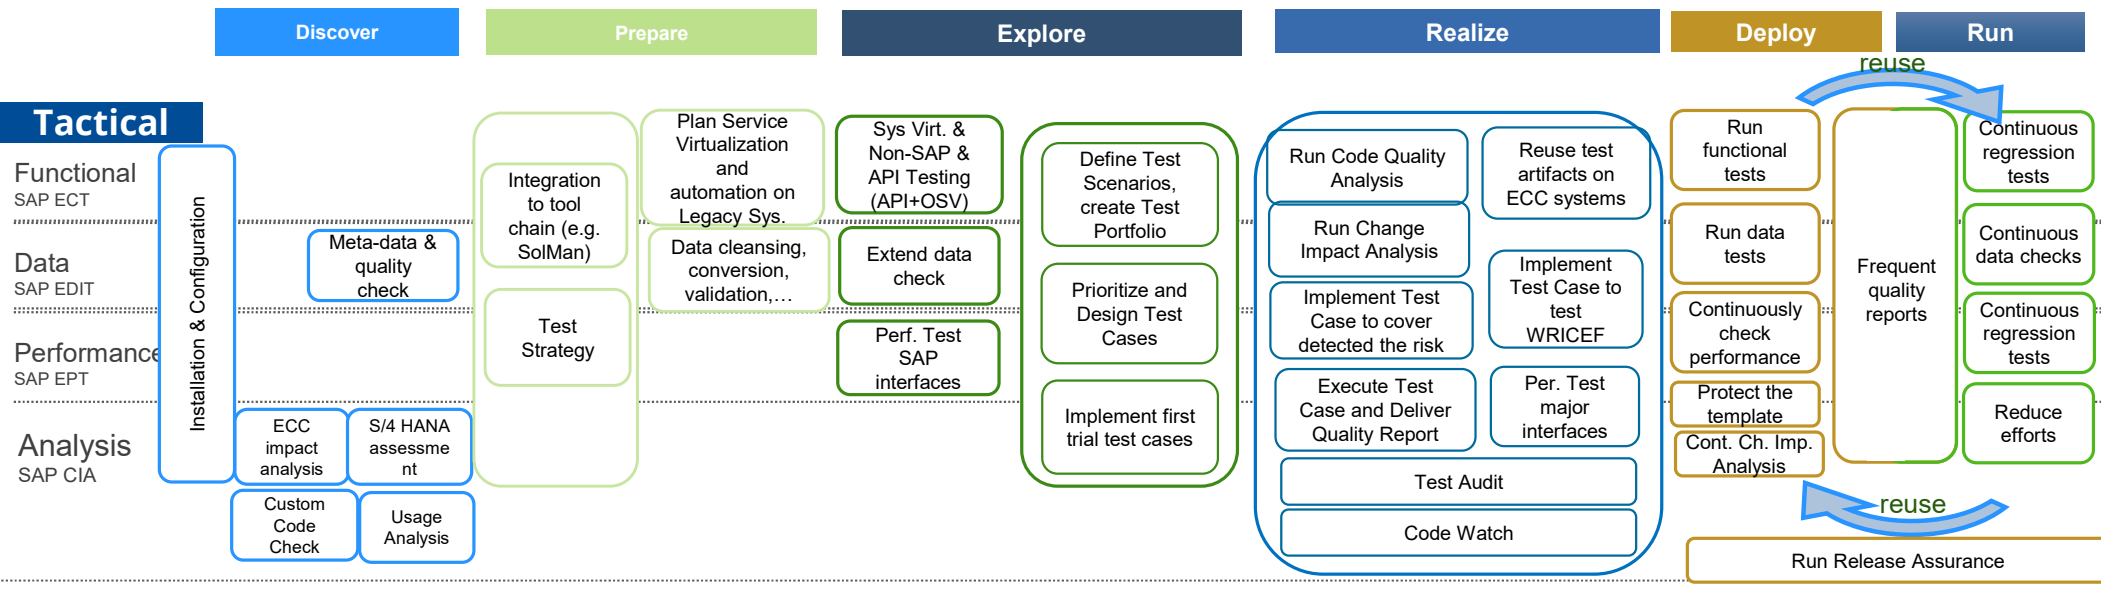 Discover
Prepare
Explore
Realize
Deploy
Run
reuse
Tactical
Functional
SAP ECT
Data
SAP EDIT
Performance
SAP EPT
Analysis
SAP CIA
Installation & Configuration
Meta-data &
quality
check
ECC
impact
analysis
S/4 HANA
assessme
nt
Custom
Code
Check
Usage
Analysis
Integration
to tool
chain (e.g.
SolMan)
Test
Strategy
Plan Service
Virtualization
and
automation on
Legacy Sys.
Data cleansing,
conversion,
validation,...
Sys Virt. &
Non-SAP &
API Testing
(API+OSV)
Extend data
check
Perf. Test
SAP
interfaces
Define Test
Scenarios,
create Test
Portfolio
Prioritize and
Design Test
Cases
Implement first
trial test cases
Run Code Quality
Analysis
Run Change
Impact Analysis
Implement Test
Case to cover
detected the risk
Execute Test
Case and Deliver
Quality Report
Reuse test
artifacts on
ECC systems
Implement
Test Case to
test
WRICEF
Per. Test
major
interfaces
Test Audit
Code Watch
Run
functional
tests
Run data
tests
Continuously
check
performance
Protect the
template
Cont. Ch. Imp.
Analysis
Frequent
quality
reports
Continuous
regression
tests
Continuous
data checks
Continuous
regression
tests
Reduce
efforts
reuse
Run Release Assurance